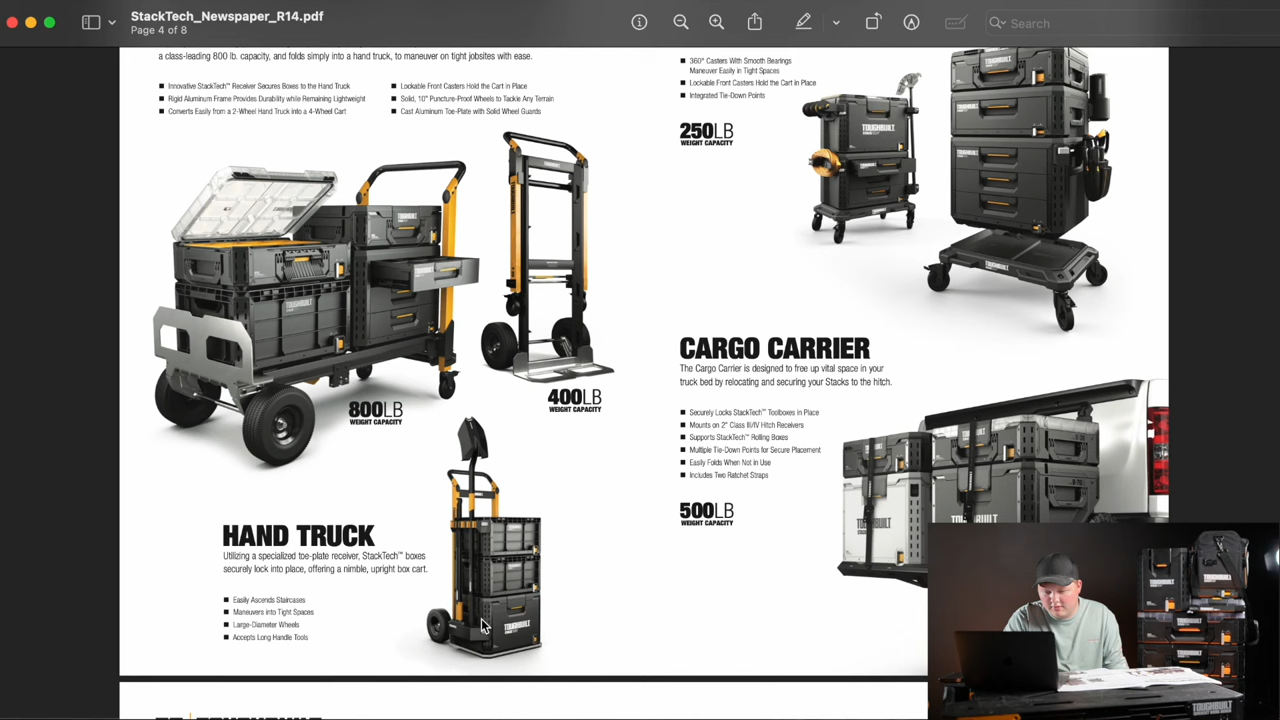 StackTech_Newspaper_R14.pdf
Page 4 of 8
Search
a class-leading 800 lb. capacity, and folds simply into a hand truck, to maneuver on tight jobsites with ease.
■ Innovative StackTech™ Receiver Secures Boxes to the Hand Truck
■ Rigid Aluminum Frame Provides Durability while Remaining Lightweight
■ Converts Easily from a 2-Wheel Hand Truck into a 4-Wheel Cart
■ Lockable Front Casters Hold the Cart in Place
■ Solid, 10" Puncture-Proof Wheels to Tackle Any Terrain
■ Cast Aluminum Toe-Plate with Solid Wheel Guards
800LB
WEIGHT CAPACITY
400LB
WEIGHT CAPACITY
HAND TRUCK
Utilizing a specialized toe-plate receiver, StackTech™ boxes
securely lock into place, offering a nimble, upright box cart.
■ Easily Ascends Staircases
■ Maneuvers into Tight Spaces
■ Large-Diameter Wheels
■ Accepts Long Handle Tools
TOUGHBUILT
■ 360° Casters With Smooth Bearings
Maneuver Easily in Tight Spaces
■ Lockable Front Casters Hold the Cart in Place
■ Integrated Tie-Down Points
250LB
WEIGHT CAPACITY
TOUGHBUILT
CARGO CARRIER
The Cargo Carrier is designed to free up vital space in your
truck bed by relocating and securing your Stacks to the hitch.
■ Securely Locks StackTech™ Toolboxes in Place
■ Mounts on 2" Class III/IV Hitch Receivers
■ Supports StackTech™ Rolling Boxes
■ Multiple Tie-Down Points for Secure Placement
■ Easily Folds When Not in Use
■ Includes Two Ratchet Straps
500LB
WEIGHT CAPACITY
TOUGHBUILT